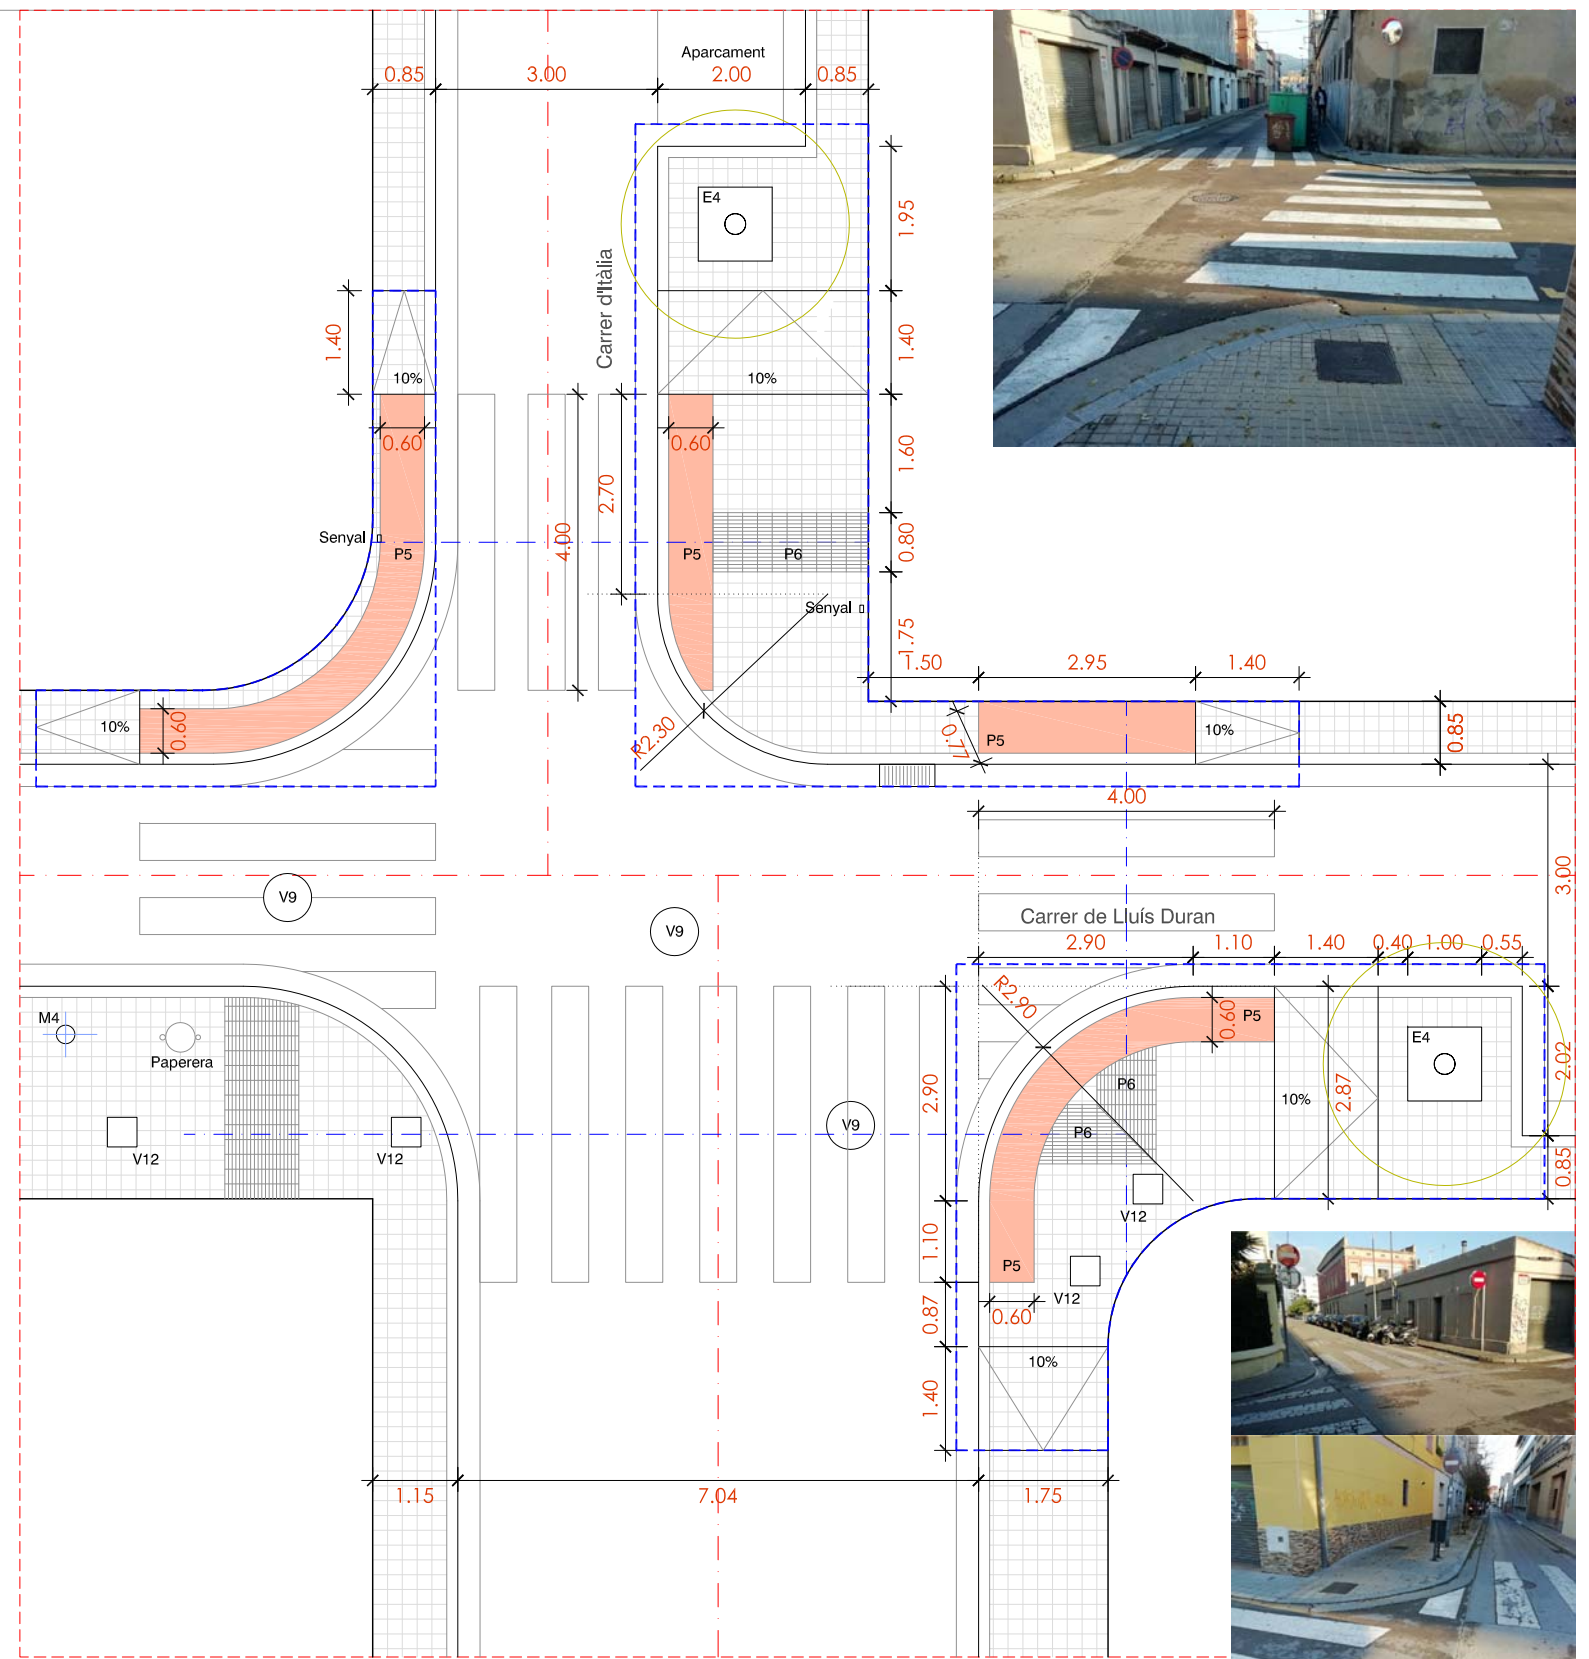 Aparcament
0.85
3.00
2.00
0.85
E4
1.95
Carrer d'Itàlia
1.40
1.40
10%
10%
0.60
0.60
1.60
2.70
4.00
0.80
Senyal
P5
P5
P6
Senyal
1.75
1.50
2.95
1.40
10%
0.60
R2.30
0.77
P5
10%
0.85
4.00
3.00
V9
V9
Carrer de Lluís Duran
2.90
1.10
1.40
0.40
1.00
0.55
R2.90
0.60
P5
M4
Paperera
E4
2.02
2.90
P6
10%
2.87
V9
P6
V12
V12
0.85
V12
1.10
P5
V12
0.87
0.60
10%
1.40
1.15
7.04
1.75